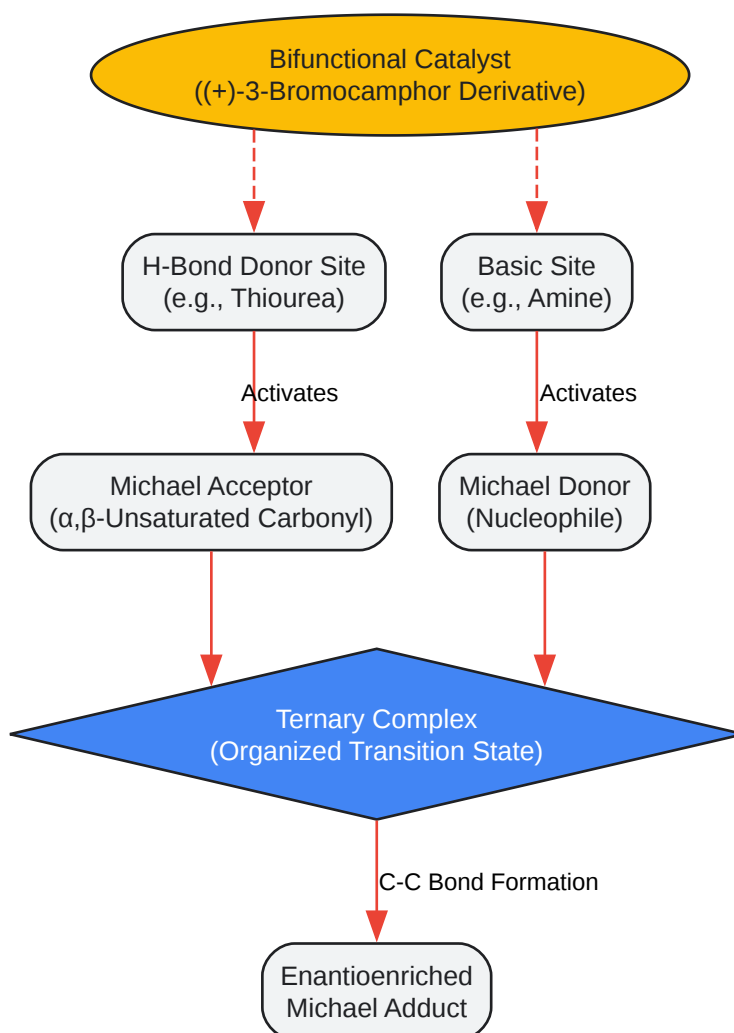 Bifunctional Catalyst
((+)-3-Bromocamphor Derivative)
H-Bond Donor Site
(e.g., Thiourea)
Basic Site
(e.g., Amine)
Activates
Activates
Michael Acceptor
(α,β-Unsaturated Carbonyl)
Michael Donor
(Nucleophile)
Ternary Complex
(Organized Transition State)
C-C Bond Formation
Enantioenriched
Michael Adduct